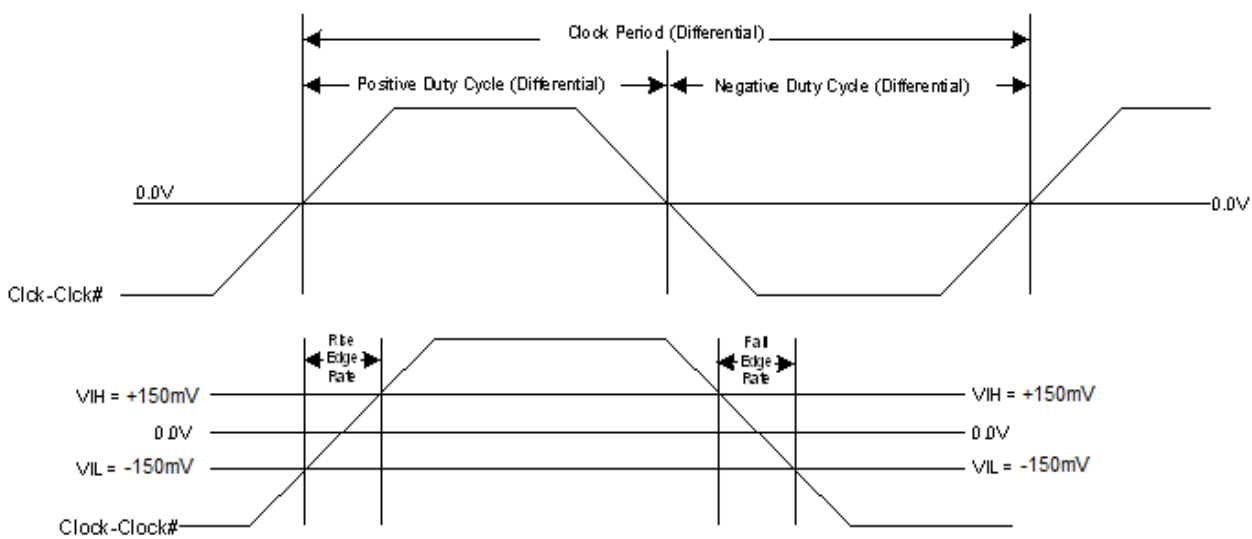 Clock Period (Differential)
Positive Duty Cycle (Differential)
Negative Duty Cycle (Differential)
0.0V
0.0V
Clck-Clck#
Rise
Edge
Rate
Fall
Edge
Rate
VIH = +150mV
VIH = +150mV
0.0V
0.0V
VIL = -150mV
VIL = -150mV
Clock-Clock#